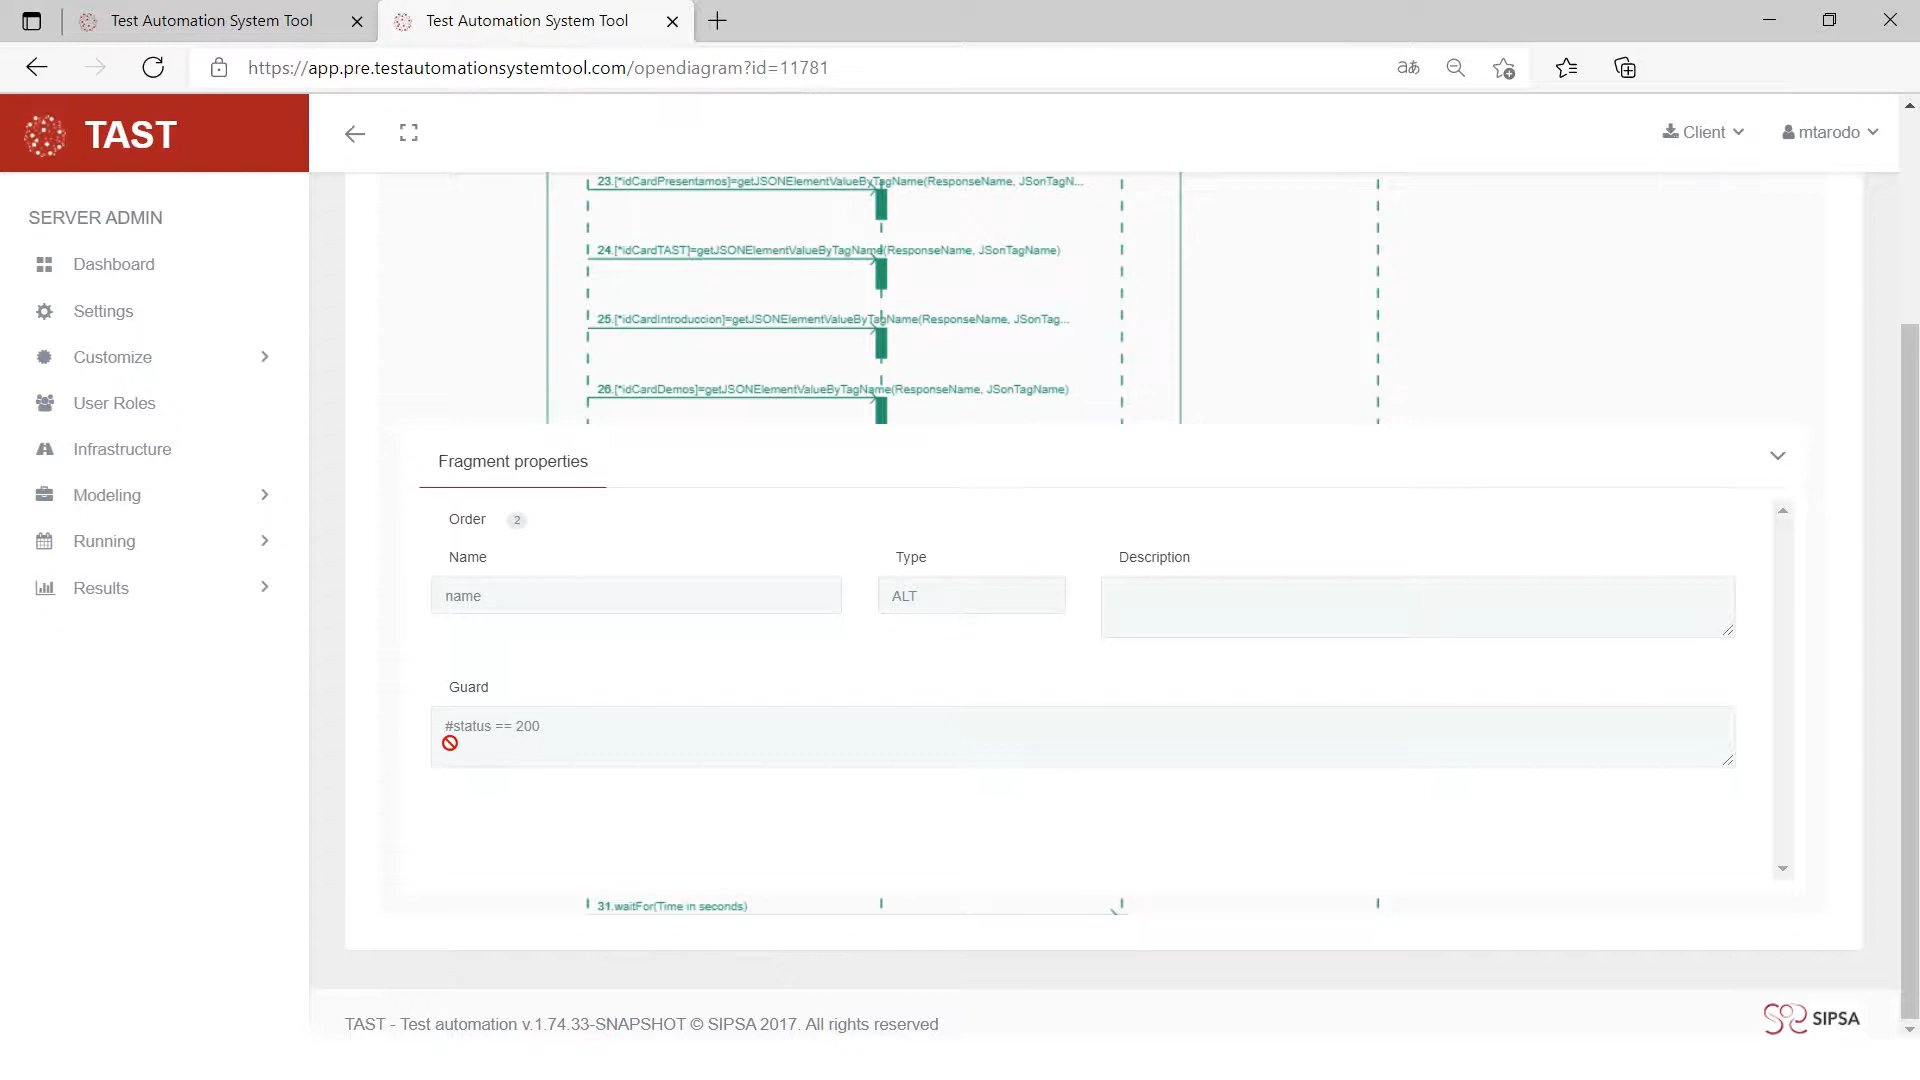 Test Automation System Tool
Test Automation System Tool
https://app.pre.testautomationsystemtool.com/opendiagram?id=11781
aあ
TAST
Client
mtarodo
SERVER ADMIN
Dashboard
Settings
Customize
User Roles
Infrastructure
Modeling
Running
Results
23.[*idCardPresentamos]=getJSONElementValueByTagName(ResponseName, JSonTagN...
24.[*idCardTAST]=getJSONElementValueByTagName(ResponseName, JSonTagName)
25.[*idCardIntroduccion]=getJSONElementValueByTagName(ResponseName, JSonTag...
26.[*idCardDemos]=getJSONElementValueByTagName(ResponseName, JSonTagName)
Fragment properties
Order 2
Name Type Description
name ALT
Guard
#status == 200
31.waitFor(Time in seconds)
TAST - Test automation v.1.74.33-SNAPSHOT © SIPSA 2017. All rights reserved
SIPSA